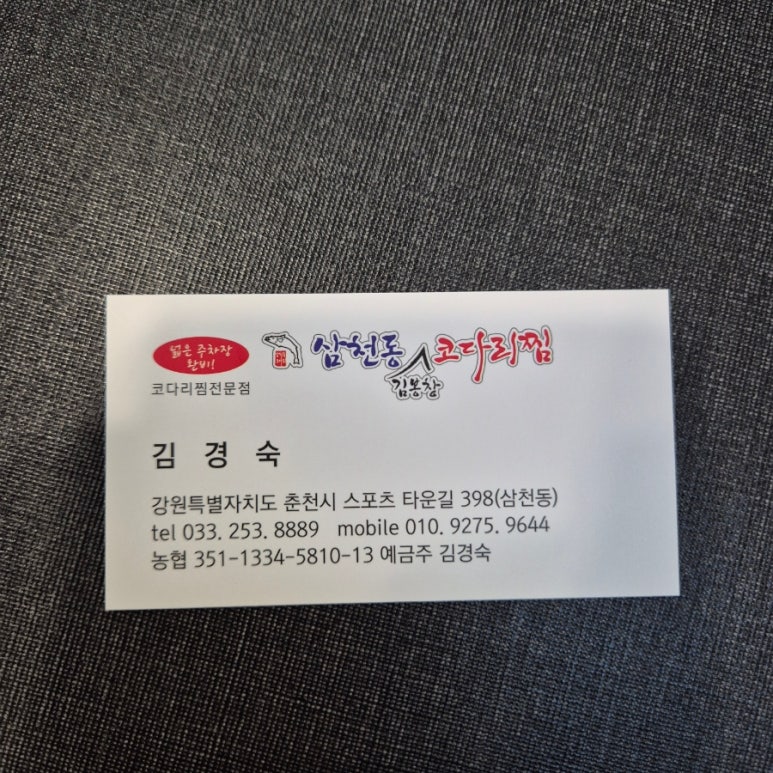 넓은 주차장
완비!
코다리찜전문점
삼천동 코다리찜
김봉참
김 경 숙
강원특별자치도 춘천시 스포츠 타운길 398(삼천동)
tel 033. 253. 8889 mobile 010. 9275. 9644
농협 351-1334-5810-13 예금주 김경숙